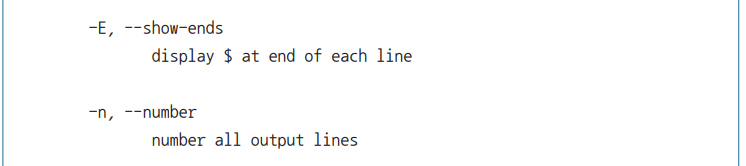 -E, --show-ends
display $ at end of each line
-n, --number
number all output lines